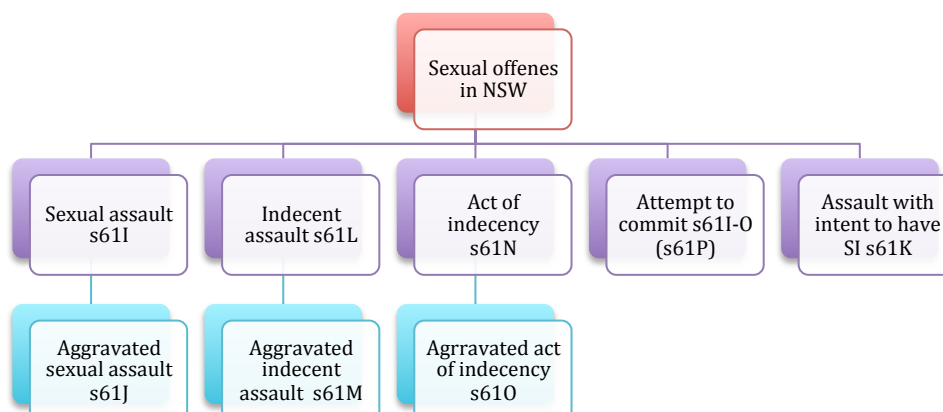 Sexual offenes
in NSW
Sexual assault
s61I
Indecent
assault s61L
Act of
indecency
s61N
Attempt to
commit s61I-O
(s61P)
Assault with
intent to have
SI s61K
Aggravated
sexual assault
s61J
Aggravated
indecent
assault s61M
Agrravated act
of indecency
s61O